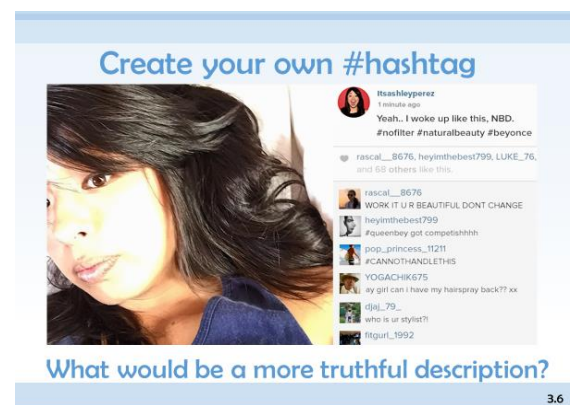 Create your own #hashtag
Itsashleyperez
1 minute ago
Yeah.. I woke up like this, NBD.
#nofilter #naturalbeauty #beyonce
rascal__8676, heyimthebest799, LUKE_76,
and 68 others like this.
rascal__8676
WORK IT U R BEAUTIFUL DONT CHANGE
heyimthebest799
#queenbey got competishhhh
pop_princess_11211
#CANNOTHANDLETHIS
YOGACHIK675
ay girl can i have my hairspray back?? xx
djaj_79_
who is ur stylist?!
fitgurl_1992
What would be a more truthful description?
3.6